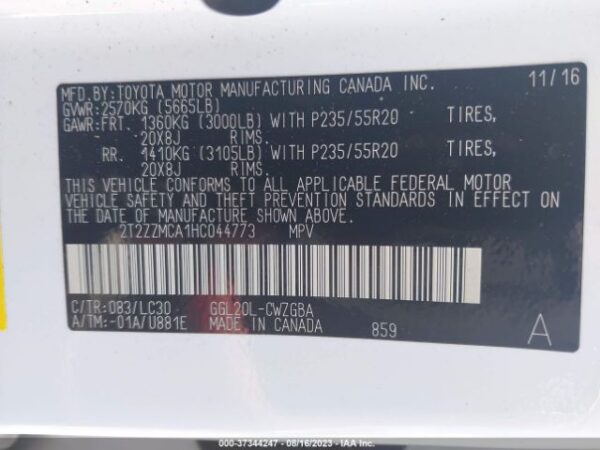 MFD.BY:TOYOTA MOTOR MANUFACTURING CANADA INC. 11/16
GVWR:2570KG (5665LB)
GAWR:FRT. 1360KG (3000LB) WITH P235/55R20 TIRES,
20X8J RIMS.
RR. 1410KG (3105LB) WITH P235/55R20 TIRES,
20X8J RIMS.
THIS VEHICLE CONFORMS TO ALL APPLICABLE FEDERAL MOTOR
VEHICLE SAFETY AND THEFT PREVENTION STANDARDS IN EFFECT ON
THE DATE OF MANUFACTURE SHOWN ABOVE.
2T2ZZMCA1HC044773 MPV
C/TR:083/LC30 GGL20L-CWZGBA
A/TM:-01A/U881E MADE IN CANADA 859 A
000-37344247 - 08/16/2023 - IAA Inc.